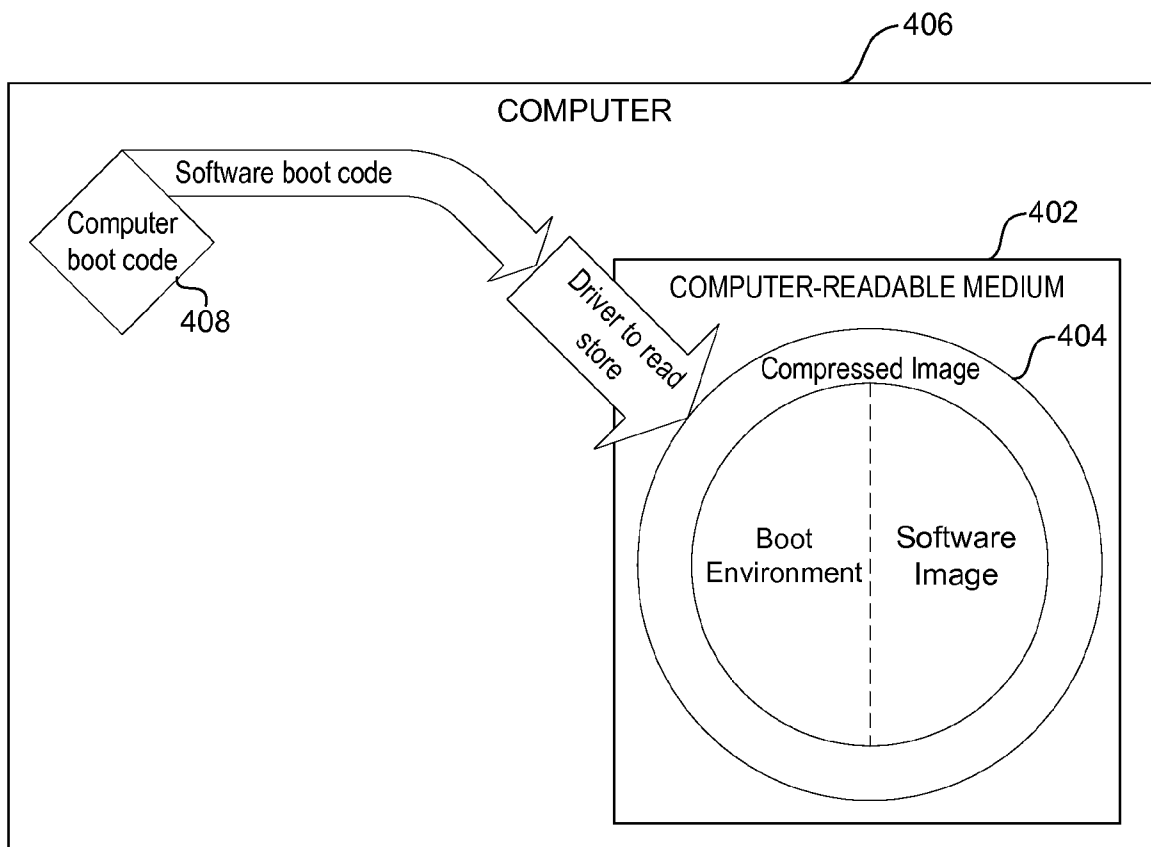 406
COMPUTER
Software boot code
Computer
boot code
408
Driver to read
store
402
COMPUTER-READABLE MEDIUM
404
Compressed Image
Boot
Environment
Software
Image